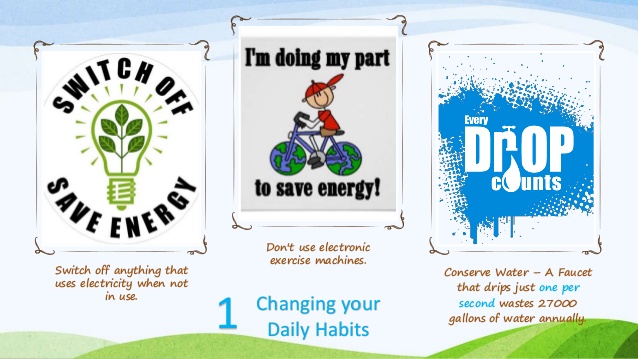 SWITCH OFF
SAVE ENERGY
Switch off anything that
uses electricity when not
in use.
I'm doing my part
to save energy!
Don't use electronic
exercise machines.
Every
DrOP
counts
Conserve Water – A Faucet
that drips just one per
second wastes 27000
gallons of water annually.
1
Changing your
Daily Habits